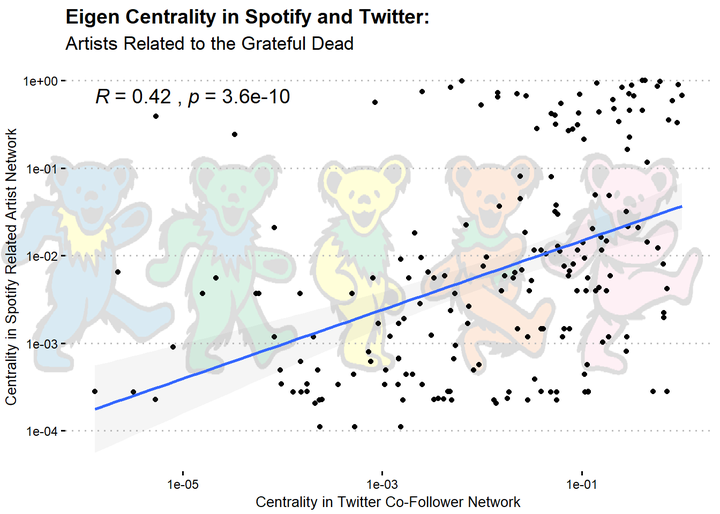 Eigen Centrality in Spotify and Twitter:
Artists Related to the Grateful Dead
R = 0.42 , p = 3.6e-10
Centrality in Spotify Related Artist Network
1e+00
1e-01
1e-02
1e-03
1e-04
1e-05
1e-03
1e-01
Centrality in Twitter Co-Follower Network